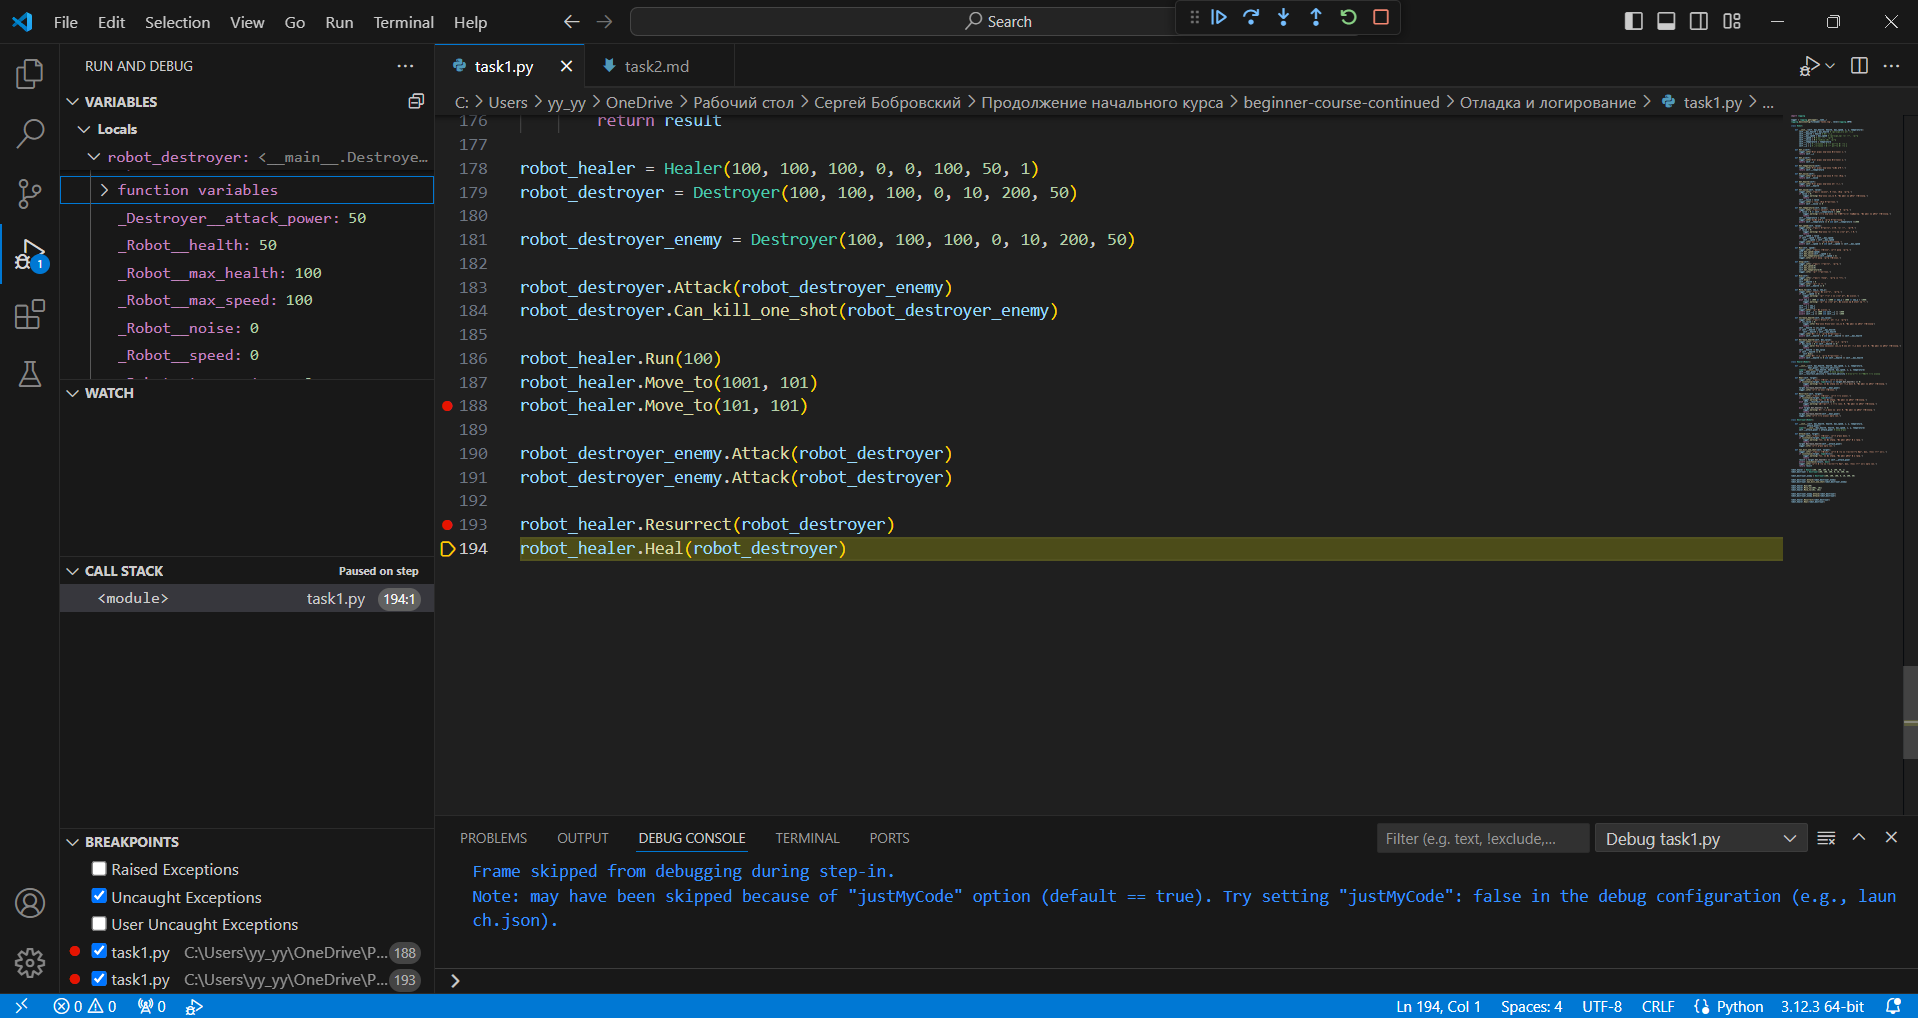 File Edit Selection View Go Run Terminal Help
Search
RUN AND DEBUG
VARIABLES
Locals
robot_destroyer: <__main__.Destroye...
function variables
_Destroyer__attack_power: 50
_Robot__health: 50
_Robot__max_health: 100
_Robot__max_speed: 100
_Robot__noise: 0
_Robot__speed: 0
WATCH
CALL STACK
Paused on step
<module>
task1.py 194:1
BREAKPOINTS
Raised Exceptions
Uncaught Exceptions
User Uncaught Exceptions
task1.py C:\Users\yy_yy\OneDrive\P... 188
task1.py C:\Users\yy_yy\OneDrive\P... 193
1
task1.py
task2.md
C: > Users > yy_yy > OneDrive > Рабочий стол > Сергей Бобровский > Продолжение начального курса > beginner-course-continued > Отладка и логирование > task1.py > ...
176 return result
177
178 robot_healer = Healer(100, 100, 100, 0, 0, 100, 50, 1)
179 robot_destroyer = Destroyer(100, 100, 100, 0, 10, 200, 50)
180
181 robot_destroyer_enemy = Destroyer(100, 100, 100, 0, 10, 200, 50)
182
183 robot_destroyer.Attack(robot_destroyer_enemy)
184 robot_destroyer.Can_kill_one_shot(robot_destroyer_enemy)
185
186 robot_healer.Run(100)
187 robot_healer.Move_to(1001, 101)
188 robot_healer.Move_to(101, 101)
189
190 robot_destroyer_enemy.Attack(robot_destroyer)
191 robot_destroyer_enemy.Attack(robot_destroyer)
192
193 robot_healer.Resurrect(robot_destroyer)
194 robot_healer.Heal(robot_destroyer)
PROBLEMS OUTPUT DEBUG CONSOLE TERMINAL PORTS
Filter (e.g. text, !exclude,...
Debug task1.py
Frame skipped from debugging during step-in.
Note: may have been skipped because of "justMyCode" option (default == true). Try setting "justMyCode": false in the debug configuration (e.g., laun
ch.json).
0 0 0
Ln 194, Col 1 Spaces: 4 UTF-8 CRLF Python 3.12.3 64-bit